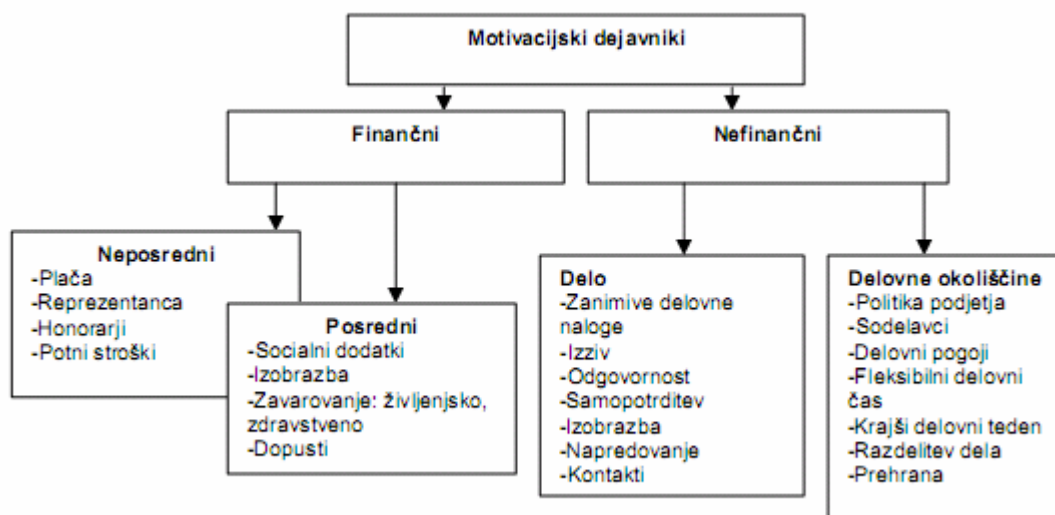 Motivacijski dejavniki
Finančni
Nefinančni
Neposredni
-Plača
-Reprezentanca
-Honorarji
-Potni stroški
Posredni
-Socialni dodatki
-Izobrazba
-Zavarovanje: življenjsko,
zdravstveno
-Dopusti
Delo
-Zanimive delovne
naloge
-Izziv
-Odgovornost
-Samopotrditev
-Izobrazba
-Napredovanje
-Kontakti
Delovne okoliščine
-Politika podjetja
-Sodelavci
-Delovni pogoji
-Fleksibilni delovni
čas
-Krajši delovni teden
-Razdelitev dela
-Prehrana